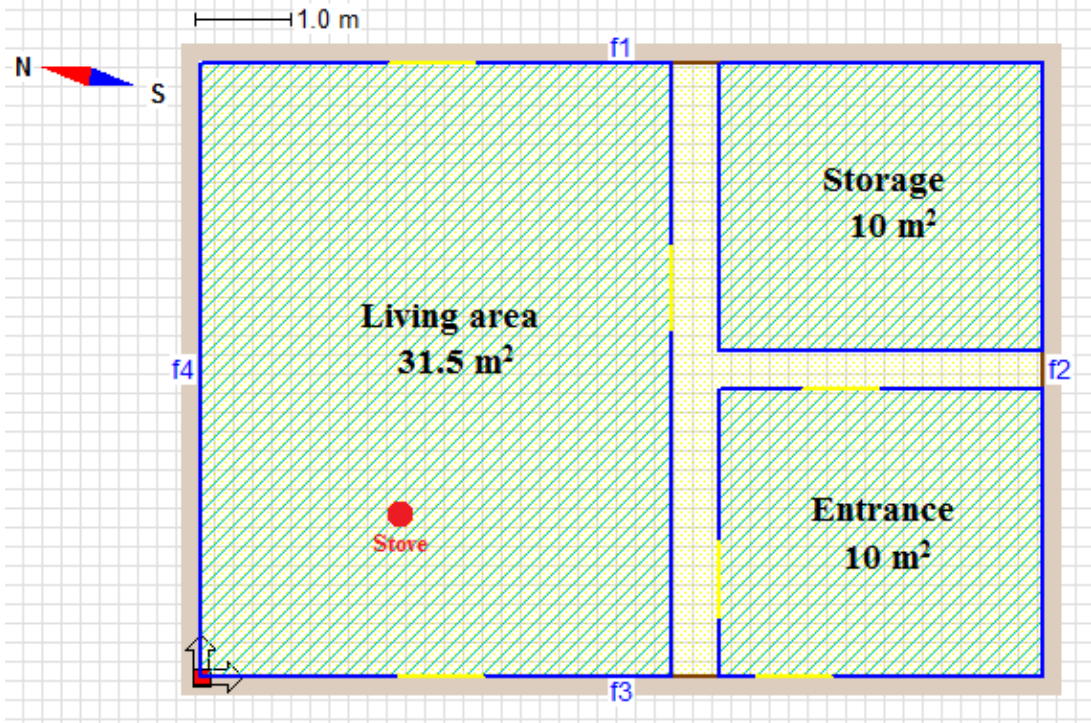 1.0 m
f1
N
S
Storage
10 m²
Living area
31.5 m²
f4
f2
Entrance
10 m²
Stove
f3